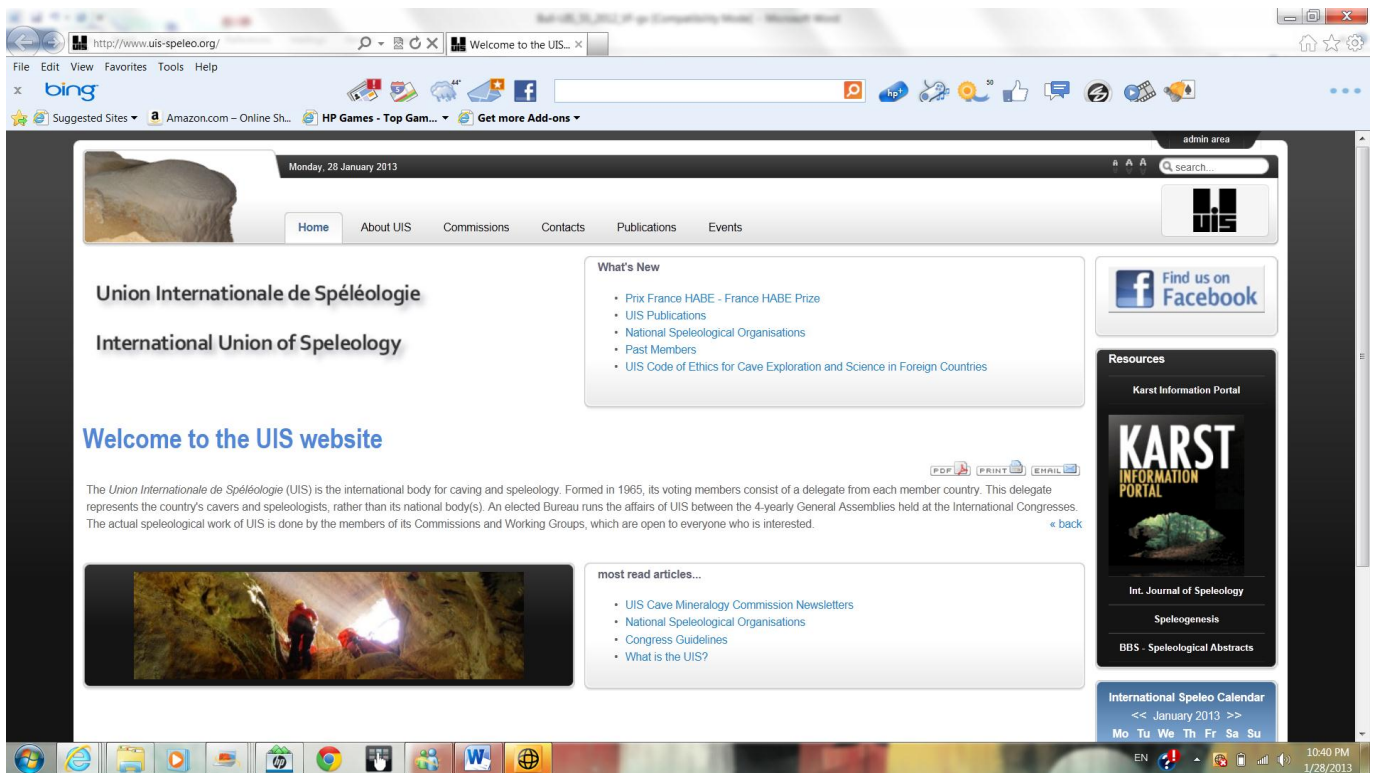 Bull-UIS_55_2012_VF-gs [Compatibility Mode] - Microsoft Word
http://www.uis-speleo.org/
Welcome to the UIS...
File Edit View Favorites Tools Help
x bing 44° 50
Suggested Sites Amazon.com – Online Sh... HP Games - Top Gam... Get more Add-ons
admin area
Monday, 28 January 2013
A A A search...
Home About UIS Commissions Contacts Publications Events
uis
Union Internationale de Spéléologie
International Union of Speleology
What's New
• Prix France HABE - France HABE Prize
• UIS Publications
• National Speleological Organisations
• Past Members
• UIS Code of Ethics for Cave Exploration and Science in Foreign Countries
Find us on
Facebook
Resources
Karst Information Portal
KARST
INFORMATION
PORTAL
Int. Journal of Speleology
Speleogenesis
BBS - Speleological Abstracts
Welcome to the UIS website
PDF PRINT EMAIL
The Union Internationale de Spéléologie (UIS) is the international body for caving and speleology. Formed in 1965, its voting members consist of a delegate from each member country. This delegate
represents the country's cavers and speleologists, rather than its national body(s). An elected Bureau runs the affairs of UIS between the 4-yearly General Assemblies held at the International Congresses.
The actual speleological work of UIS is done by the members of its Commissions and Working Groups, which are open to everyone who is interested. « back
most read articles...
• UIS Cave Mineralogy Commission Newsletters
• National Speleological Organisations
• Congress Guidelines
• What is the UIS?
International Speleo Calendar
<< January 2013 >>
Mo Tu We Th Fr Sa Su
EN
10:40 PM
1/28/2013